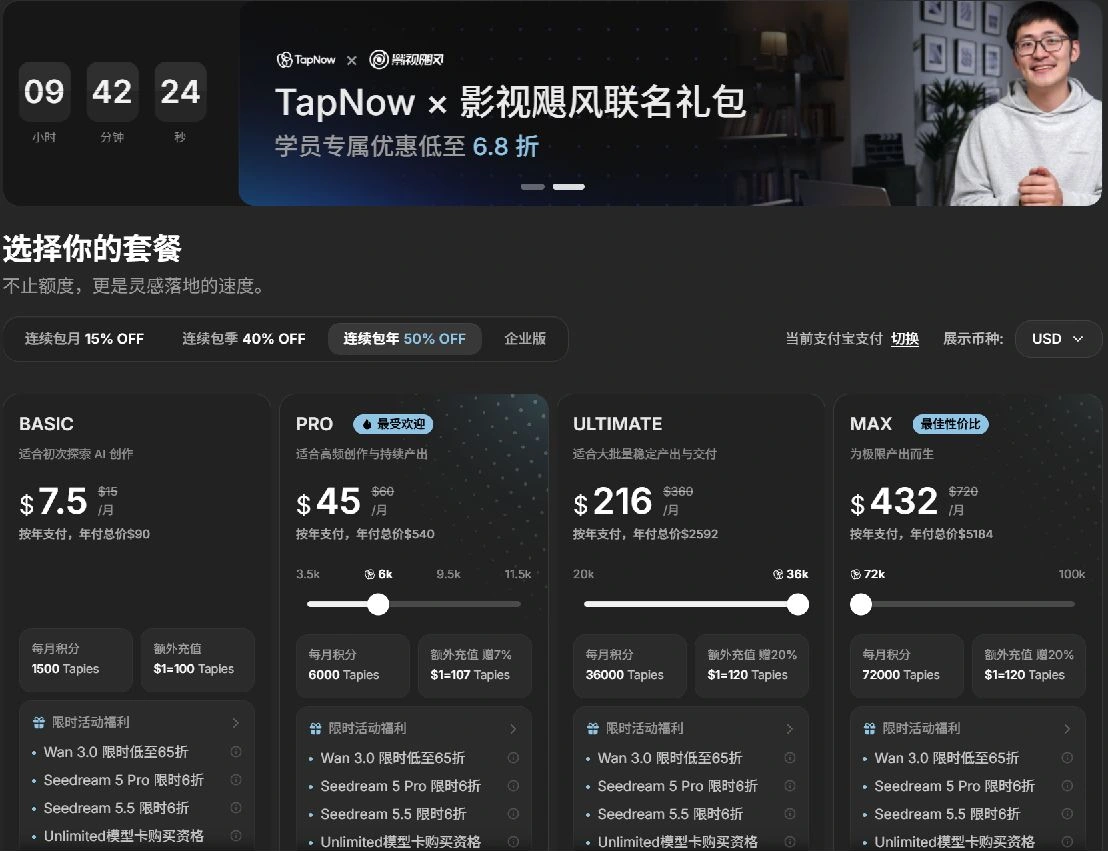 09 42 24
小时 分钟 秒
TapNow × 影视飓风
TapNow × 影视飓风联名礼包
学员专属优惠低至 6.8 折
选择你的套餐
不止额度，更是灵感落地的速度。
连续包月 15% OFF 连续包季 40% OFF 连续包年 50% OFF 企业版
当前支付宝支付 切换 展示币种: USD
BASIC
适合初次探索 AI 创作
$7.5 $15 /月
按年支付，年付总价$90
每月积分
1500 Tapies
额外充值
$1=100 Tapies
限时活动福利
• Wan 3.0 限时低至65折
• Seedream 5 Pro 限时6折
• Seedream 5.5 限时6折
• Unlimited模型卡购买资格
PRO 最受欢迎
适合高频创作与持续产出
$45 $60 /月
按年支付，年付总价$540
3.5k 6k 9.5k 11.5k
每月积分
6000 Tapies
额外充值 赠7%
$1=107 Tapies
限时活动福利
• Wan 3.0 限时低至65折
• Seedream 5 Pro 限时6折
• Seedream 5.5 限时6折
• Unlimited模型卡购买资格
ULTIMATE
适合大批量稳定产出与交付
$216 $360 /月
按年支付，年付总价$2592
20k 36k
每月积分
36000 Tapies
额外充值 赠20%
$1=120 Tapies
限时活动福利
• Wan 3.0 限时低至65折
• Seedream 5 Pro 限时6折
• Seedream 5.5 限时6折
• Unlimited模型卡购买资格
MAX 最佳性价比
为极限产出而生
$432 $720 /月
按年支付，年付总价$5184
72k 100k
每月积分
72000 Tapies
额外充值 赠20%
$1=120 Tapies
限时活动福利
• Wan 3.0 限时低至65折
• Seedream 5 Pro 限时6折
• Seedream 5.5 限时6折
• Unlimited模型卡购买资格